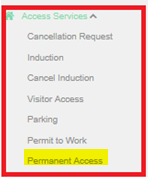 Access Services
Cancellation Request
Induction
Cancel Induction
Visitor Access
Parking
Permit to Work
Permanent Access